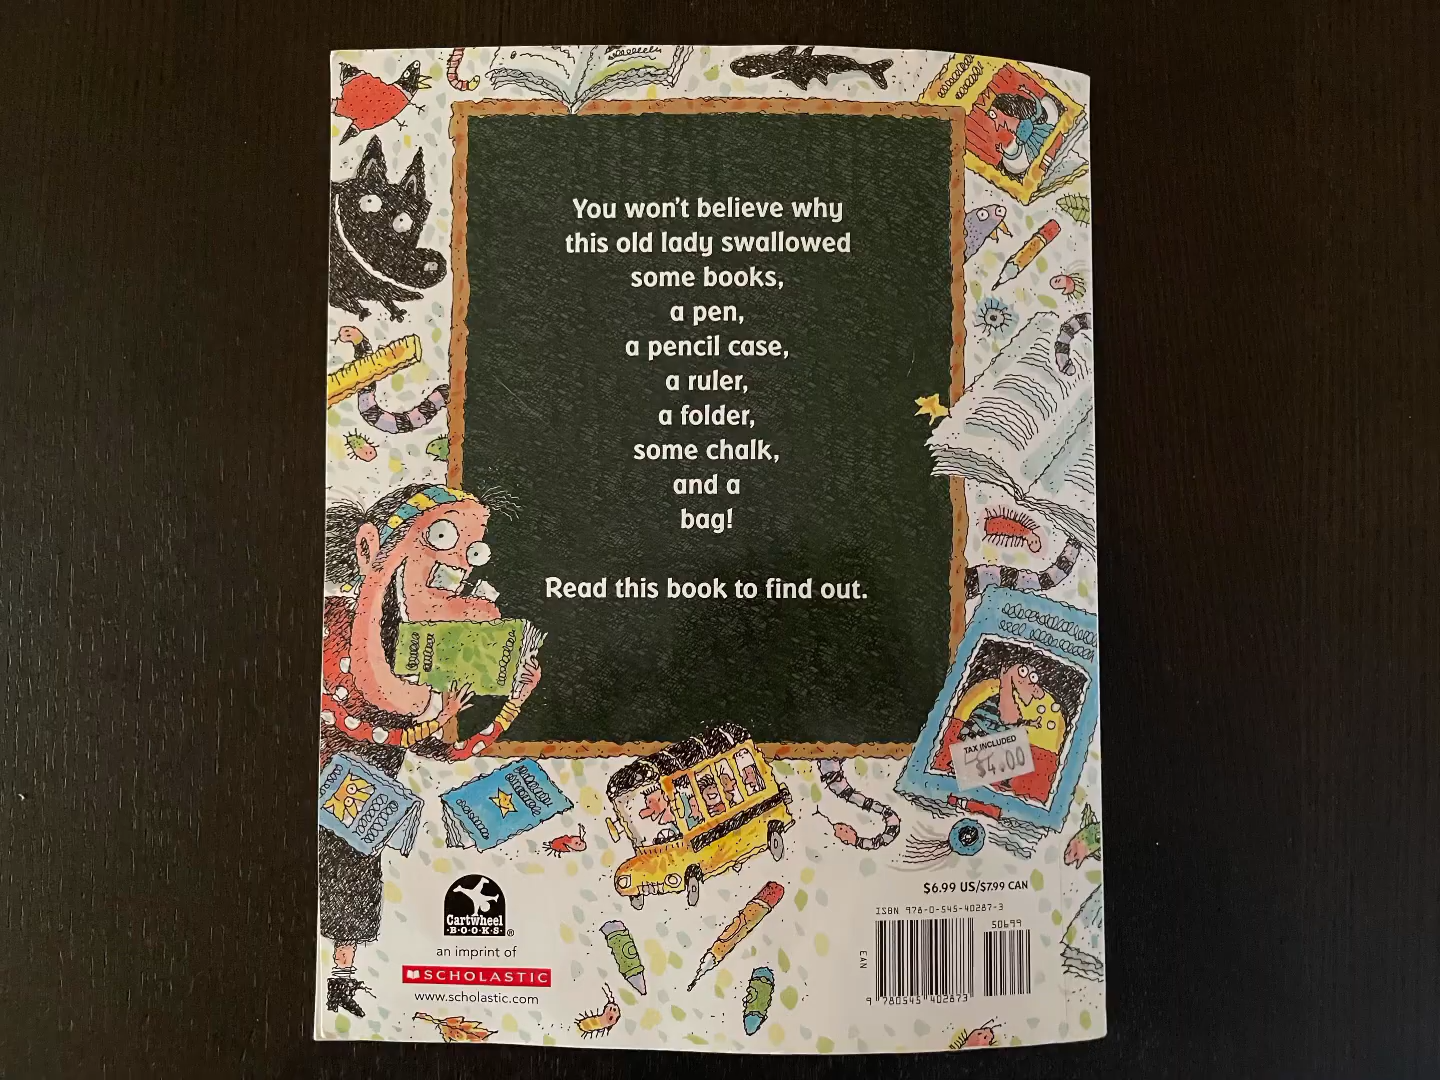 You won't believe why
this old lady swallowed
some books,
a pen,
a pencil case,
a ruler,
a folder,
some chalk,
and a
bag!
Read this book to find out.
TAX INCLUDED
$4.00
Cartwheel
·B·O·O·K·S· ®
an imprint of
SCHOLASTIC
www.scholastic.com
$6.99 US/$7.99 CAN
ISBN 978-0-545-40287-3
50699
EAN
9 780545 402873